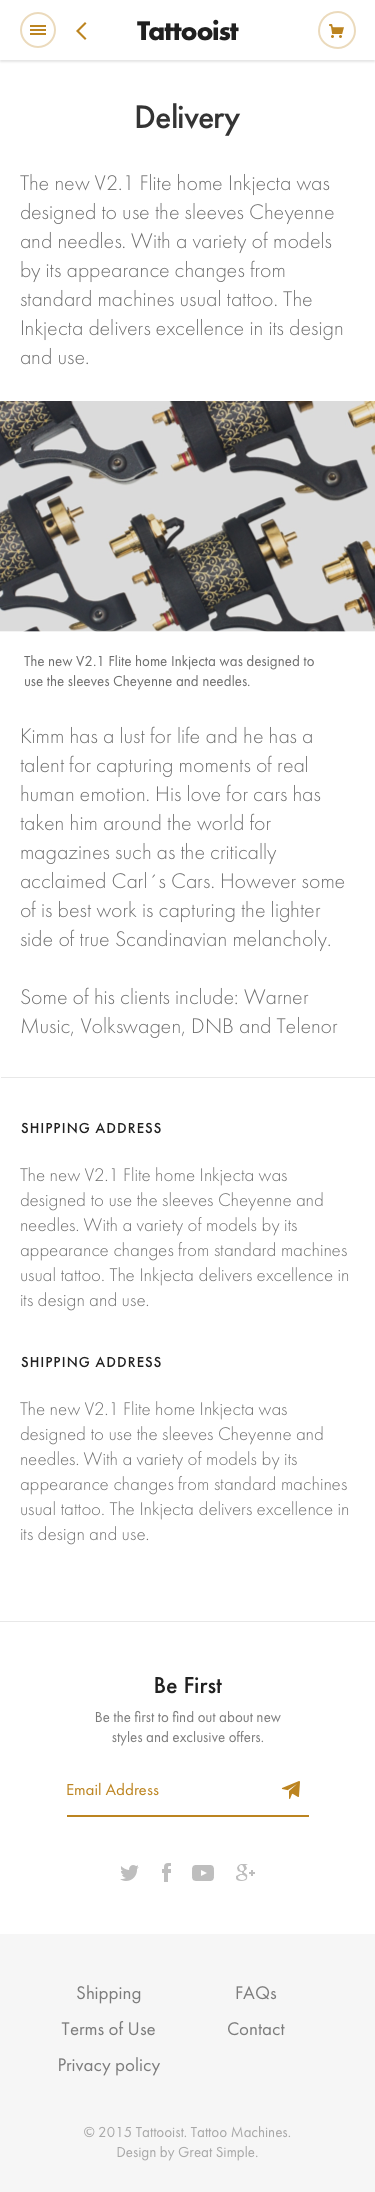 Tattooist
Delivery
The new V2.1 Flite home Inkjecta was
designed to use the sleeves Cheyenne
and needles. With a variety of models
by its appearance changes from
standard machines usual tattoo. The
Inkjecta delivers excellence in its design
and use.
The new V2.1 Flite home Inkjecta was designed to
use the sleeves Cheyenne and needles.
Kimm has a lust for life and he has a
talent for capturing moments of real
human emotion. His love for cars has
taken him around the world for
magazines such as the critically
acclaimed Carl´s Cars. However some
of is best work is capturing the lighter
side of true Scandinavian melancholy.
Some of his clients include: Warner
Music, Volkswagen, DNB and Telenor
SHIPPING ADDRESS
The new V2.1 Flite home Inkjecta was
designed to use the sleeves Cheyenne and
needles. With a variety of models by its
appearance changes from standard machines
usual tattoo. The Inkjecta delivers excellence in
its design and use.
SHIPPING ADDRESS
The new V2.1 Flite home Inkjecta was
designed to use the sleeves Cheyenne and
needles. With a variety of models by its
appearance changes from standard machines
usual tattoo. The Inkjecta delivers excellence in
its design and use.
Be First
Be the first to find out about new
styles and exclusive offers.
Email Address
Shipping FAQs
Terms of Use Contact
Privacy policy
© 2015 Tattooist. Tattoo Machines.
Design by Great Simple.